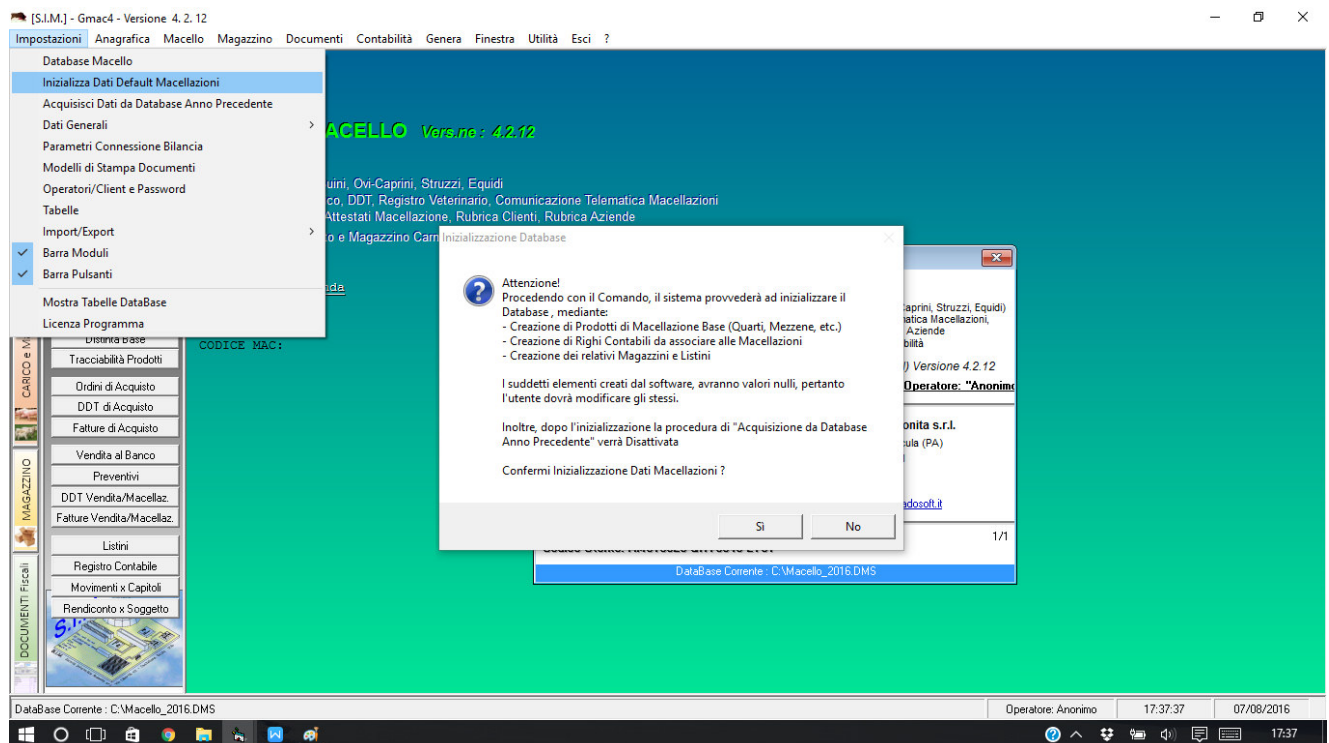 [S.I.M.] - Gmac4 - Versione 4. 2. 12
Impostazioni Anagrafica Macello Magazzino Documenti Contabilità Genera Finestra Utilità Esci ?
Database Macello
Inizializza Dati Default Macellazioni
Acquisisci Dati da Database Anno Precedente
Dati Generali
Parametri Connessione Bilancia
Modelli di Stampa Documenti
Operatori/Client e Password
Tabelle
Import/Export
Barra Moduli
Barra Pulsanti
Mostra Tabelle DataBase
Licenza Programma
ACELLO Vers.ne : 4.2.12
uini, Ovi-Caprini, Struzzi, Equidi
co, DDT, Registro Veterinario, Comunicazione Telematica Macellazioni
Attestati Macellazione, Rubrica Clienti, Rubrica Aziende
o e Magazzino Carn
nda
CODICE MAC:
Inizializzazione Database
Attenzione!
Procedendo con il Comando, il sistema provvederà ad inizializzare il
Database , mediante:
- Creazione di Prodotti di Macellazione Base (Quarti, Mezzene, etc.)
- Creazione di Righi Contabili da associare alle Macellazioni
- Creazione dei relativi Magazzini e Listini
I suddetti elementi creati dal software, avranno valori nulli, pertanto
l'utente dovrà modificare gli stessi.
Inoltre, dopo l'inizializzazione la procedura di "Acquisizione da Database
Anno Precedente" verrà Disattivata
Confermi Inizializzazione Dati Macellazioni ?
Sì No
aprini, Struzzi, Equidi)
atica Macellazioni,
Aziende
bilità
) Versione 4.2.12
Operatore: "Anonimo
onita s.r.l.
ula (PA)
adosoft.it
1/1
DataBase Corrente : C:\Macello_2016.DMS
CARICO e M
MAGAZZINO
DOCUMENTI Fiscali
Distinta Base
Tracciabilità Prodotti
Ordini di Acquisto
DDT di Acquisto
Fatture di Acquisto
Vendita al Banco
Preventivi
DDT Vendita/Macellaz.
Fatture Vendita/Macellaz.
Listini
Registro Contabile
Movimenti x Capitoli
Rendiconto x Soggetto
S.I.
DataBase Corrente : C:\Macello_2016.DMS
Operatore: Anonimo 17:37:37 07/08/2016
17:37